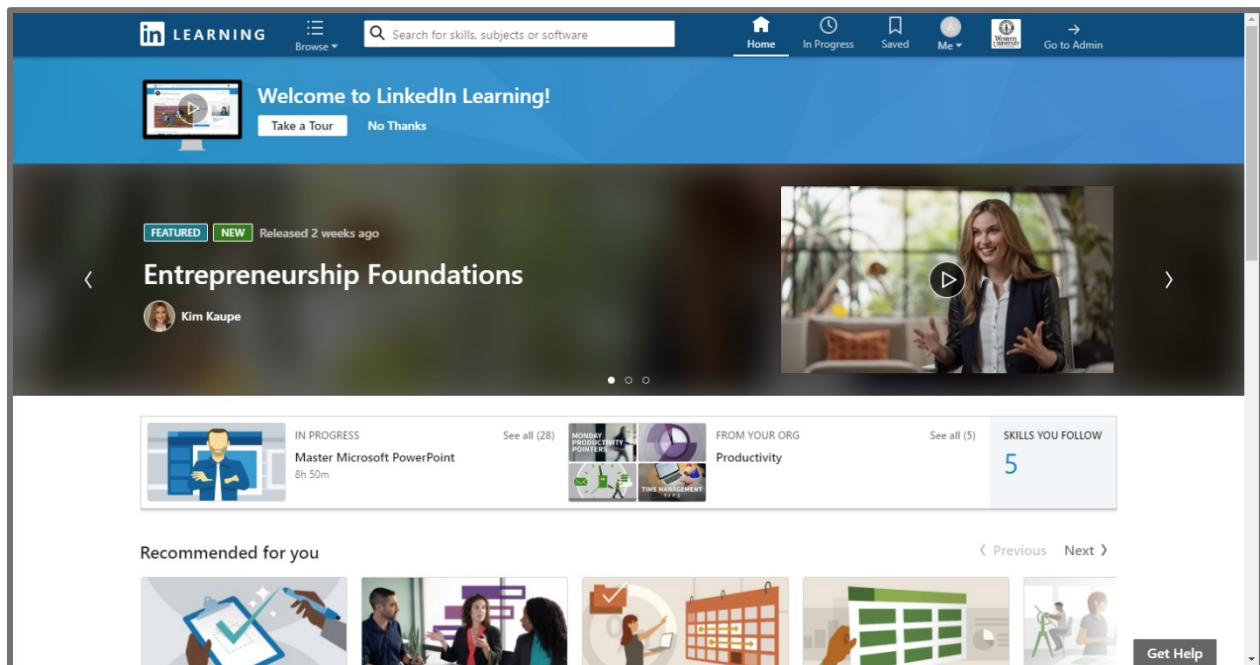 in LEARNING
Browse
Search for skills, subjects or software
Home
In Progress
Saved
Me
Western
Go to Admin
Welcome to LinkedIn Learning!
Take a Tour
No Thanks
FEATURED NEW Released 2 weeks ago
Entrepreneurship Foundations
Kim Kaupe
IN PROGRESS
See all (28)
Master Microsoft PowerPoint
8h 50m
MONDAY
PRODUCTIVITY
POINTERS
TIME MANAGEMENT
TIPS
FROM YOUR ORG
See all (5)
Productivity
SKILLS YOU FOLLOW
5
Recommended for you
Previous Next
Get Help